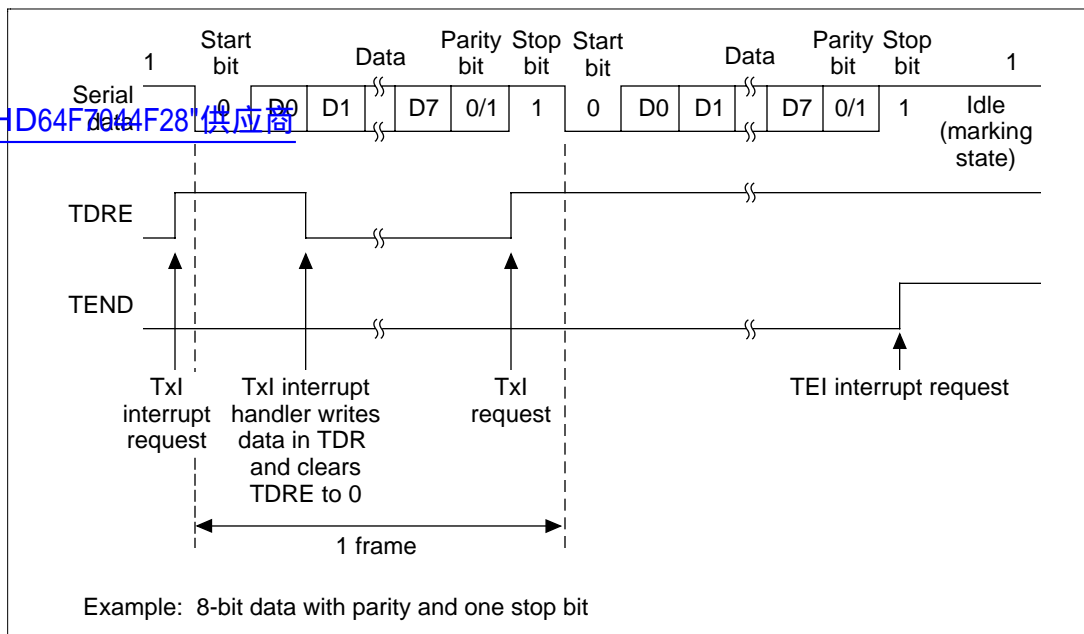 Start bit Data Parity bit Stop bit Start bit Data Parity bit Stop bit
1 1
Serial data 0 D0 D1 D7 0/1 1 0 D0 D1 D7 0/1 1 Idle (marking state)
HD64F7044F28"供应商
TDRE
TEND
TxI interrupt request
TxI interrupt handler writes data in TDR and clears TDRE to 0
TxI request
TEI interrupt request
1 frame
Example: 8-bit data with parity and one stop bit